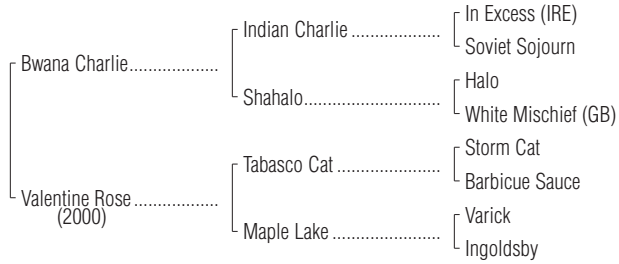 In Excess (IRE)
Indian Charlie ....................
Soviet Sojourn
Bwana Charlie....................
Halo
Shahalo..............................
White Mischief (GB)
Storm Cat
Tabasco Cat .......................
Barbicue Sauce
Valentine Rose ...................
(2000)
Varick
Maple Lake ........................
Ingoldsby